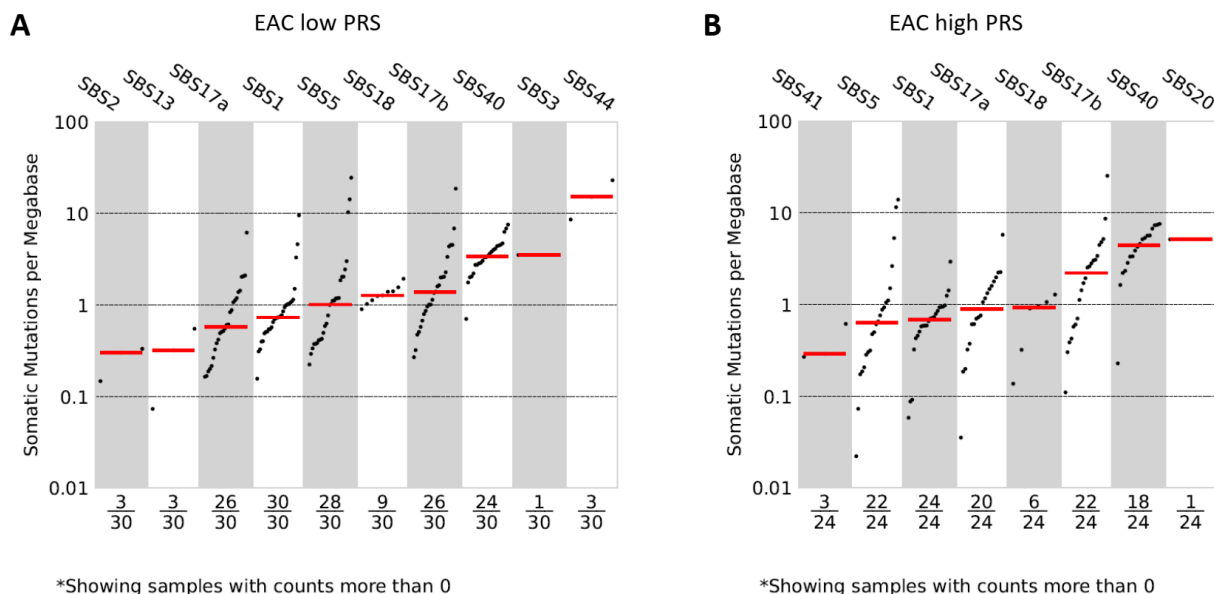 A
EAC low PRS
SBS2 SBS13 SBS17a SBS1 SBS5 SBS18 SBS17b SBS40 SBS3 SBS44
Somatic Mutations per Megabase
100
10
1
0.1
0.01
3/30 3/30 26/30 30/30 28/30 9/30 26/30 24/30 1/30 3/30
*Showing samples with counts more than 0
B
EAC high PRS
SBS41 SBS5 SBS1 SBS17a SBS18 SBS17b SBS40 SBS20
Somatic Mutations per Megabase
100
10
1
0.1
0.01
3/24 22/24 24/24 20/24 6/24 22/24 18/24 1/24
*Showing samples with counts more than 0